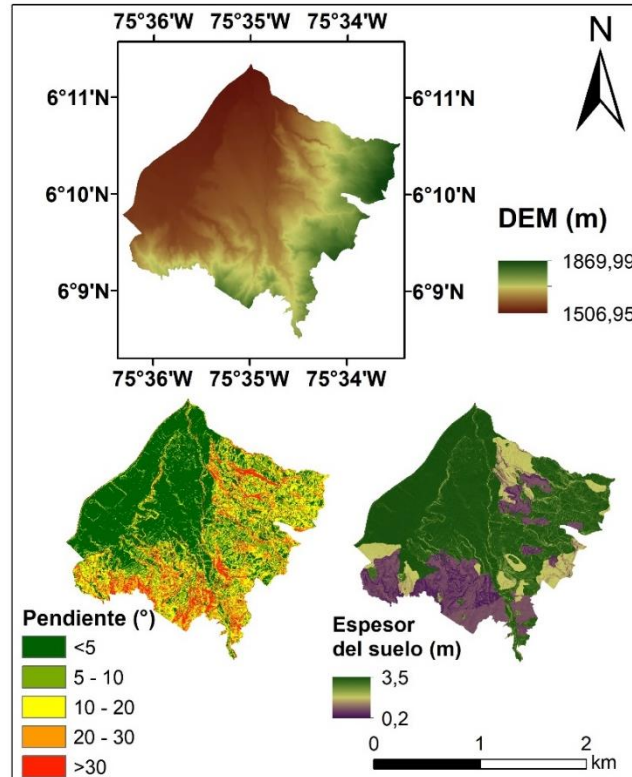 75°36'W 75°35'W 75°34'W
N
6°11'N 6°11'N
6°10'N 6°10'N
DEM (m)
1869,99
1506,95
6°9'N 6°9'N
75°36'W 75°35'W 75°34'W
Pendiente (°)
<5
5 - 10
10 - 20
20 - 30
>30
Espesor
del suelo (m)
3,5
0,2
0 1 2
km